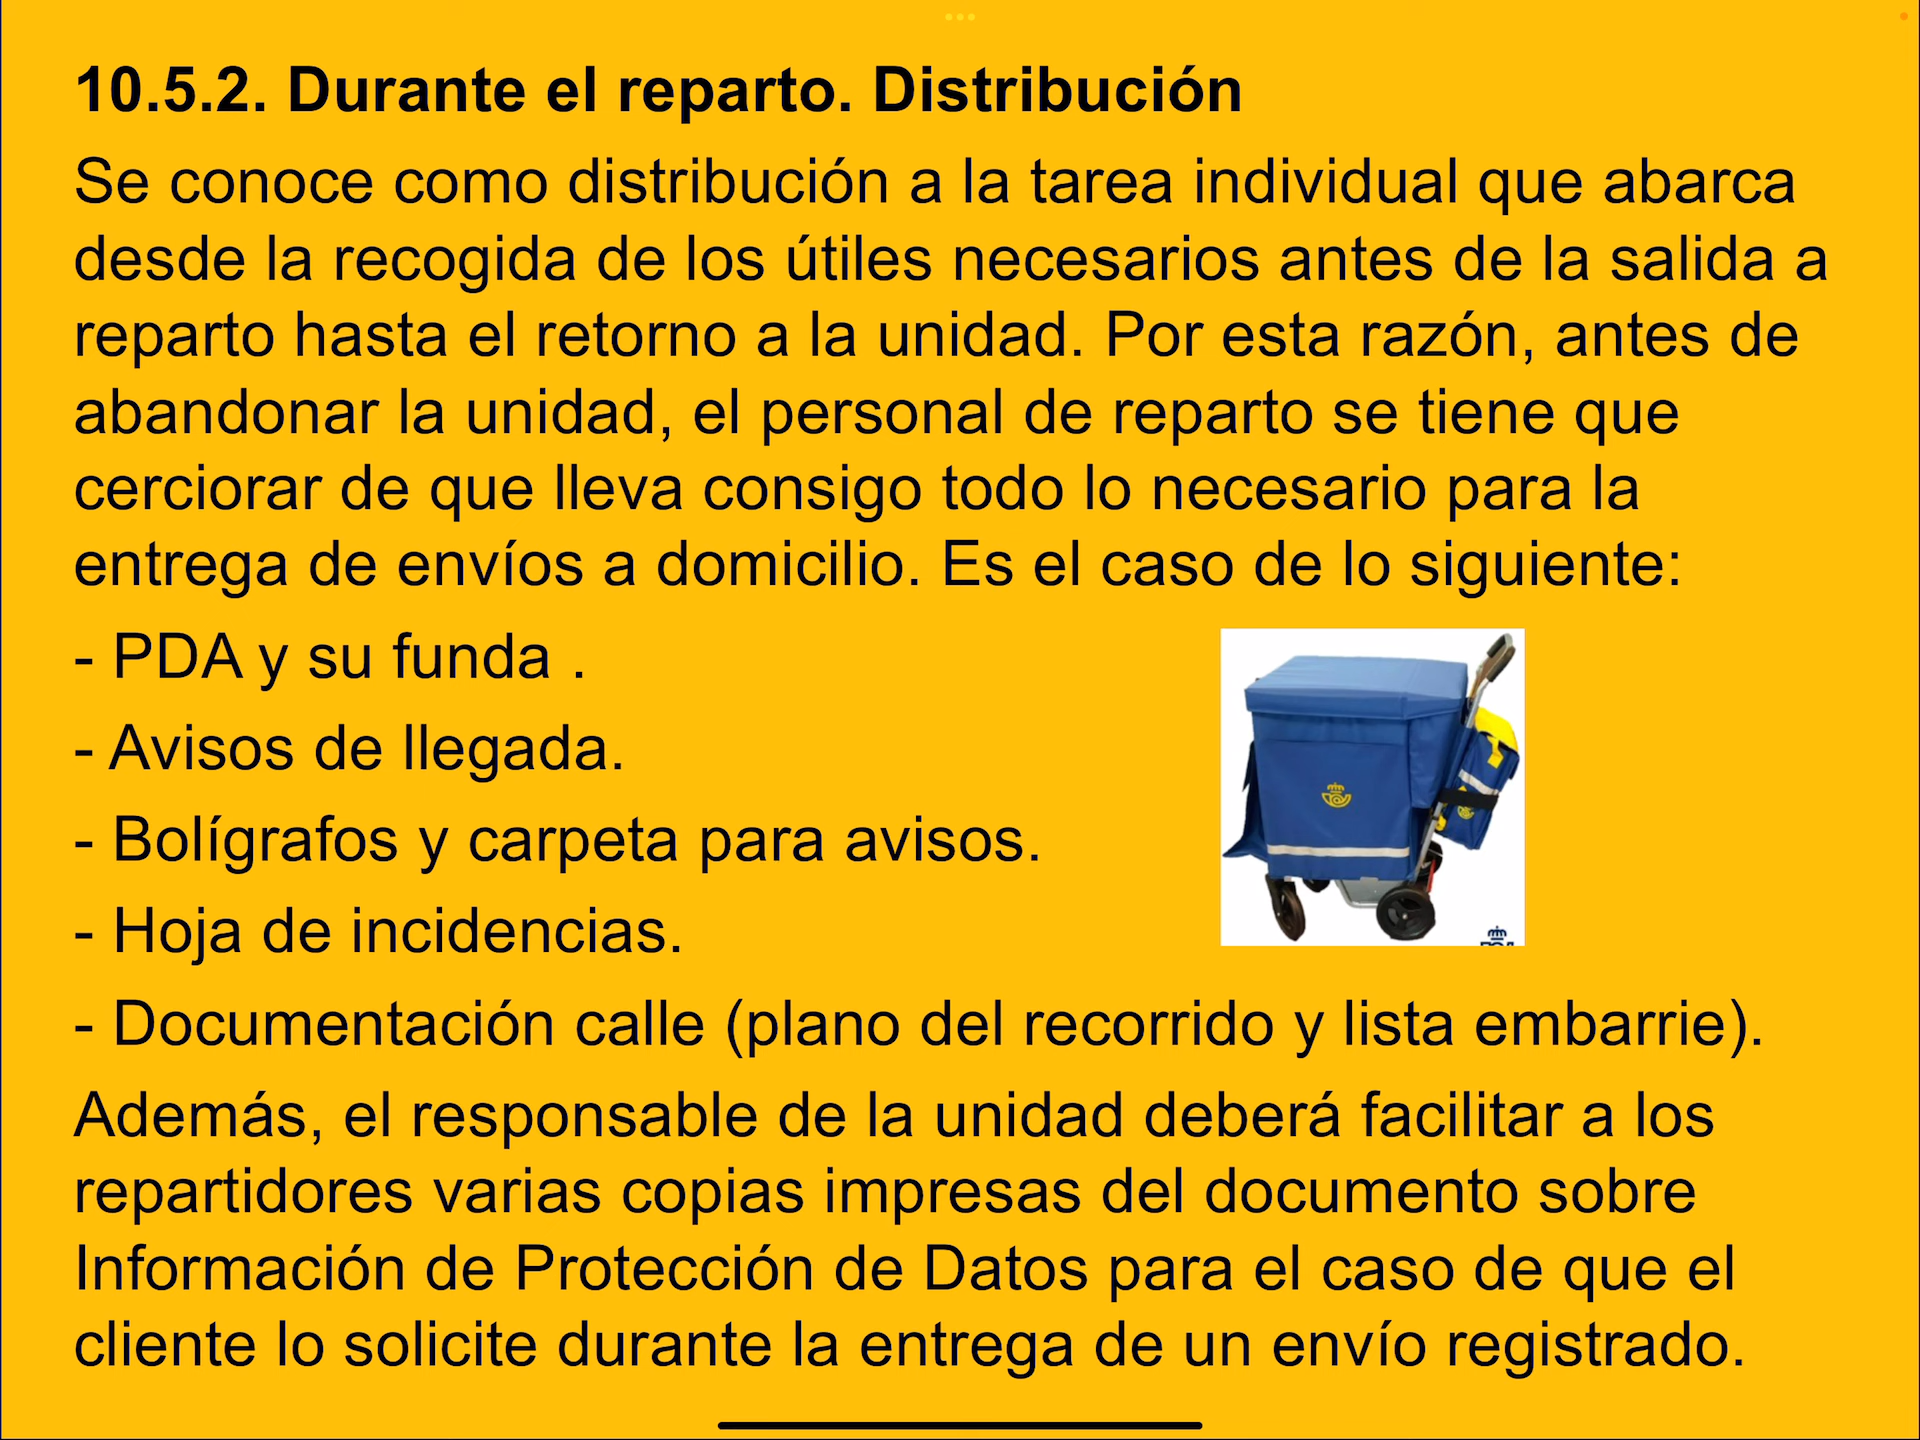 10.5.2. Durante el reparto. Distribución
Se conoce como distribución a la tarea individual que abarca
desde la recogida de los útiles necesarios antes de la salida a
reparto hasta el retorno a la unidad. Por esta razón, antes de
abandonar la unidad, el personal de reparto se tiene que
cerciorar de que lleva consigo todo lo necesario para la
entrega de envíos a domicilio. Es el caso de lo siguiente:
- PDA y su funda .
- Avisos de llegada.
- Bolígrafos y carpeta para avisos.
- Hoja de incidencias.
- Documentación calle (plano del recorrido y lista embarrie).
Además, el responsable de la unidad deberá facilitar a los
repartidores varias copias impresas del documento sobre
Información de Protección de Datos para el caso de que el
cliente lo solicite durante la entrega de un envío registrado.